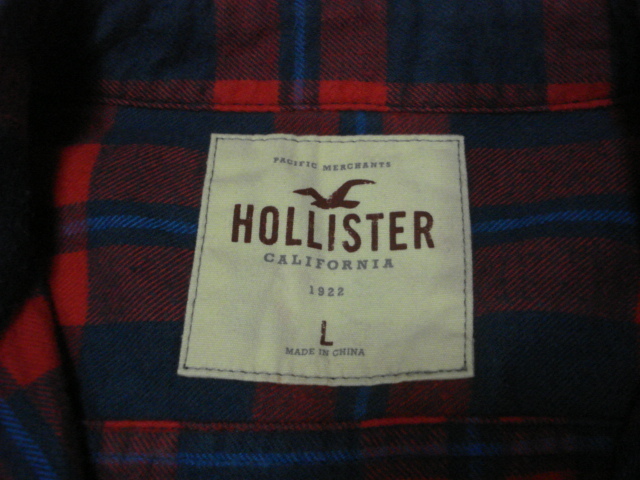 PACIFIC MERCHANTS
HOLLISTER
CALIFORNIA
1922
L
MADE IN CHINA